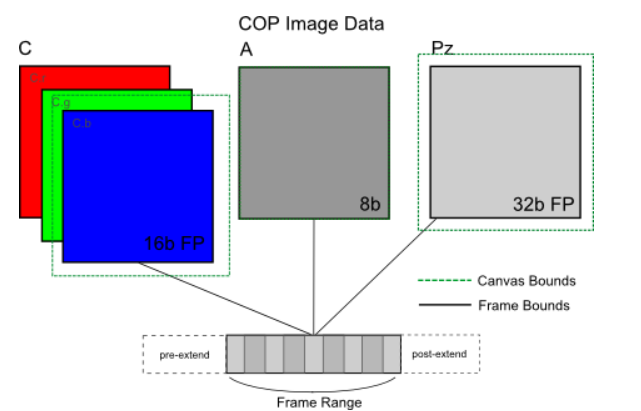 COP Image Data
C
A
Pz
C.r
C.g
C.b
16b FP
8b
32b FP
Canvas Bounds
Frame Bounds
pre-extend
post-extend
Frame Range